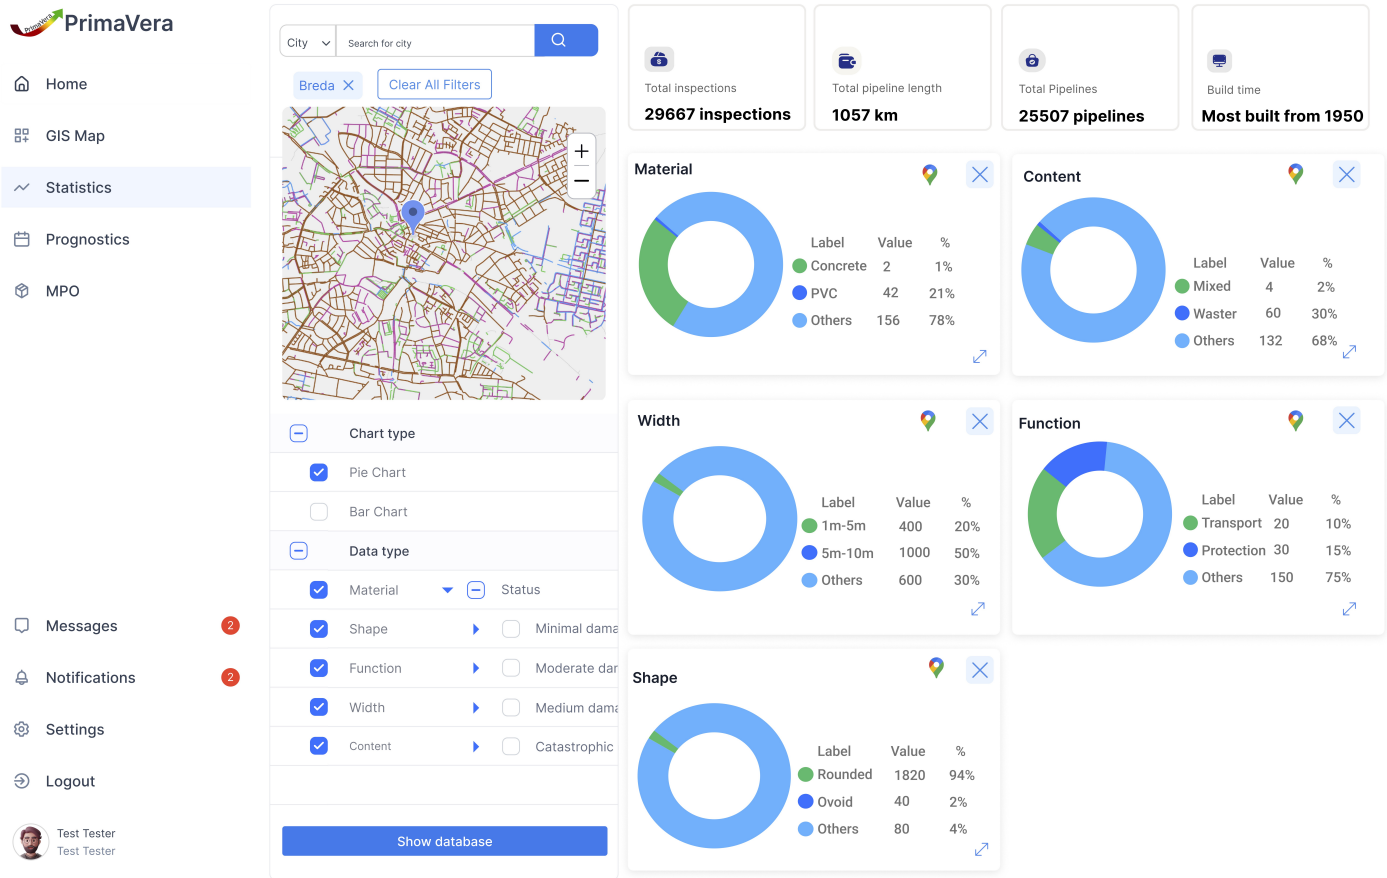 PrimaVera
PrimaVera
Home
GIS Map
Statistics
Prognostics
MPO
Messages 2
Notifications 2
Settings
Logout
Test Tester
Test Tester
City Search for city
Breda Clear All Filters
+
−
Chart type
Pie Chart
Bar Chart
Data type
Material Status
Shape Minimal dama
Function Moderate dar
Width Medium dama
Content Catastrophic
Show database
Total inspections
29667 inspections
Total pipeline length
1057 km
Total Pipelines
25507 pipelines
Build time
Most built from 1950
Material
Label Value %
Concrete 2 1%
PVC 42 21%
Others 156 78%
Content
Label Value %
Mixed 4 2%
Waster 60 30%
Others 132 68%
Width
Label Value %
1m-5m 400 20%
5m-10m 1000 50%
Others 600 30%
Function
Label Value %
Transport 20 10%
Protection 30 15%
Others 150 75%
Shape
Label Value %
Rounded 1820 94%
Ovoid 40 2%
Others 80 4%